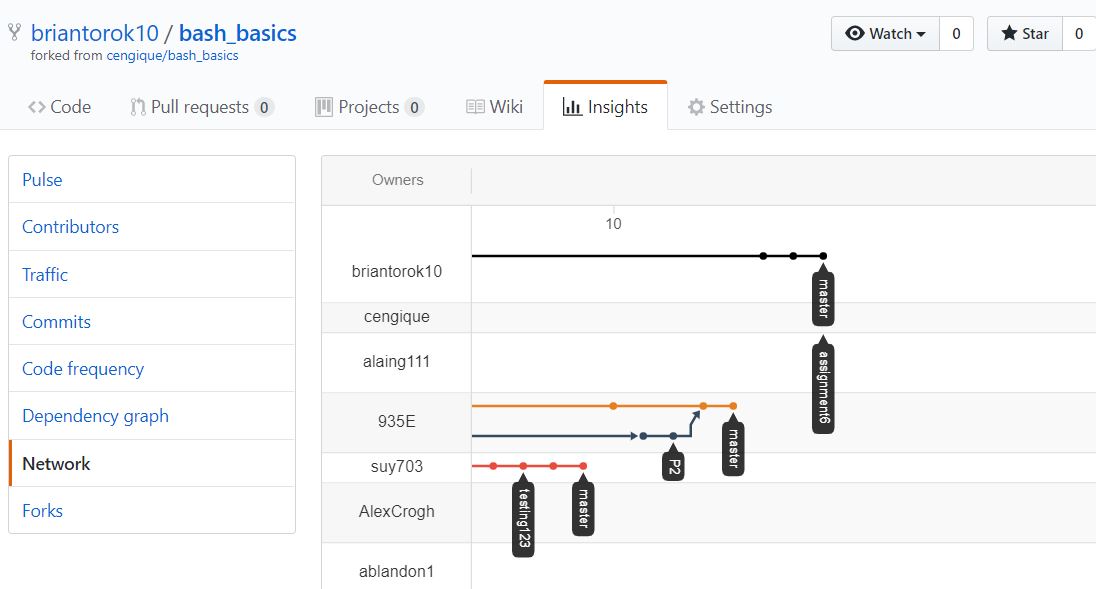 briantorok10 / bash_basics
forked from cengique/bash_basics
Watch 0 Star 0
Code Pull requests 0 Projects 0 Wiki Insights Settings
Pulse
Contributors
Traffic
Commits
Code frequency
Dependency graph
Network
Forks
Owners
10
briantorok10
master
cengique
assignment6
alaing111
935E
master
P2
suy703
testing123
master
AlexCrogh
ablandon1